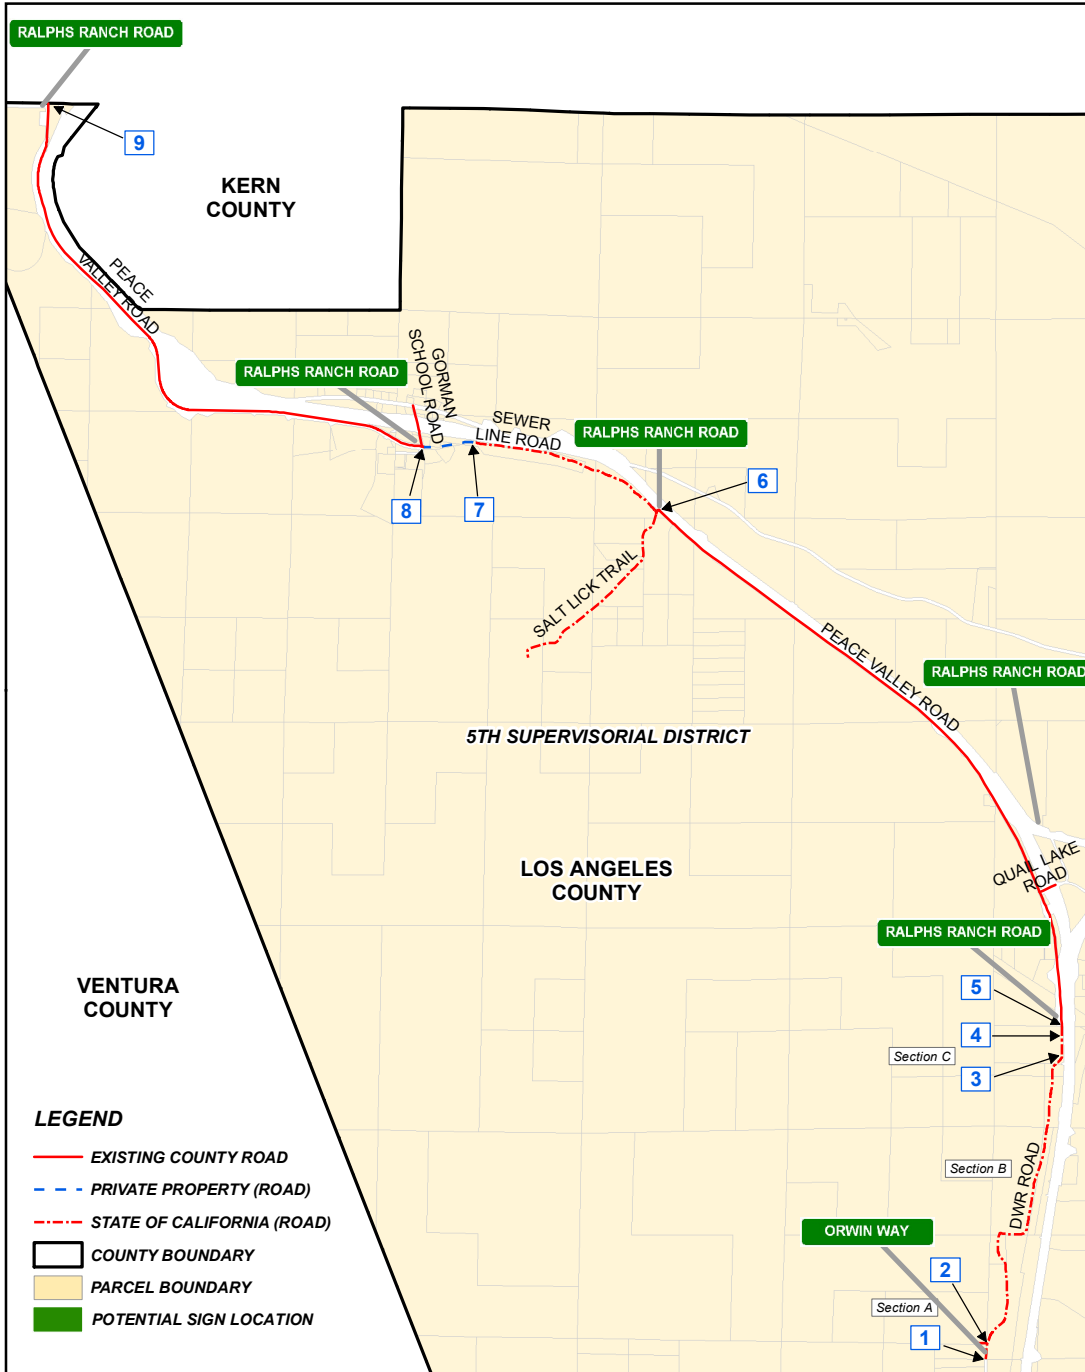 RALPHS RANCH ROAD
9
KERN
COUNTY
PEACE
VALLEY ROAD
GORMAN
SCHOOL ROAD
RALPHS RANCH ROAD
SEWER
LINE ROAD
RALPHS RANCH ROAD
6
8
7
SALT LICK TRAIL
PEACE VALLEY ROAD
RALPHS RANCH ROAD
5TH SUPERVISORIAL DISTRICT
LOS ANGELES
COUNTY
QUAIL LAKE
ROAD
RALPHS RANCH ROAD
VENTURA
COUNTY
5
4
Section C
3
Section B
DWR ROAD
ORWIN WAY
2
Section A
1
LEGEND
EXISTING COUNTY ROAD
PRIVATE PROPERTY (ROAD)
STATE OF CALIFORNIA (ROAD)
COUNTY BOUNDARY
PARCEL BOUNDARY
POTENTIAL SIGN LOCATION